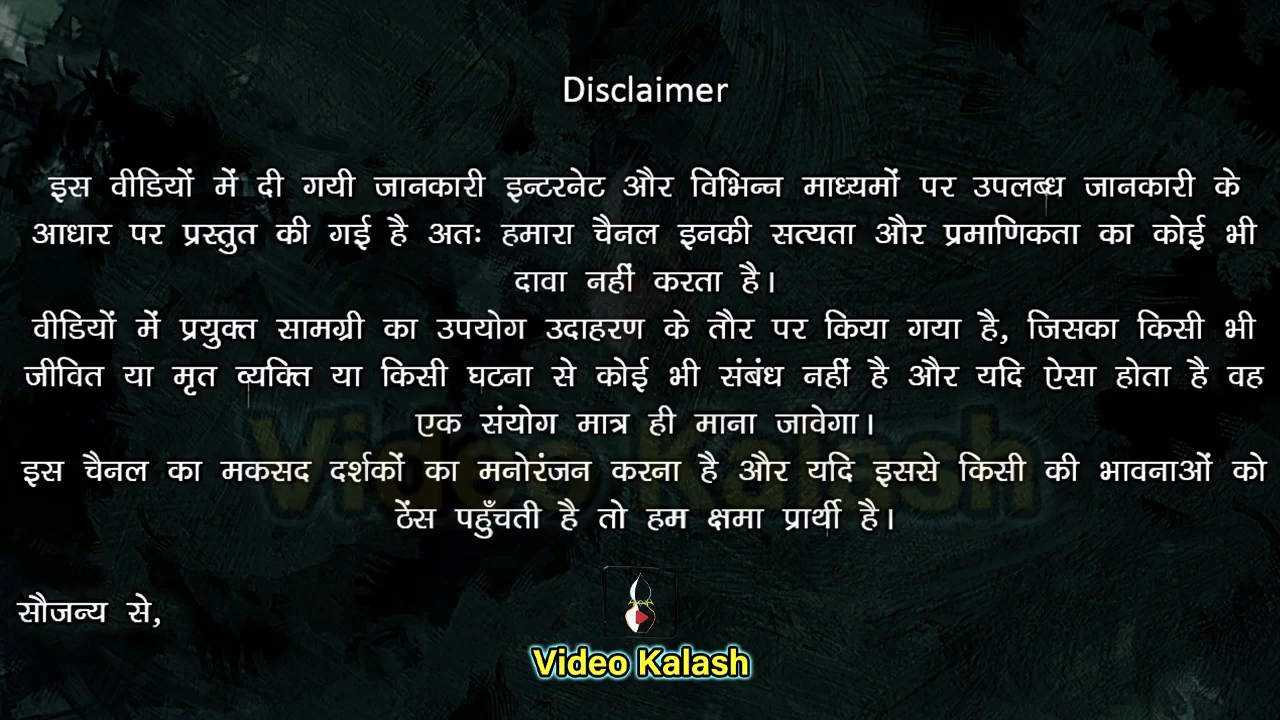 Disclaimer
इस वीडियों में दी गयी जानकारी इन्टरनेट और विभिन्न माध्यमों पर उपलब्ध जानकारी के
आधार पर प्रस्तुत की गई है अतः हमारा चैनल इनकी सत्यता और प्रमाणिकता का कोई भी
दावा नहीं करता है।
वीडियों में प्रयुक्त सामग्री का उपयोग उदाहरण के तौर पर किया गया है, जिसका किसी भी
जीवित या मृत व्यक्ति या किसी घटना से कोई भी संबंध नहीं है और यदि ऐसा होता है वह
एक संयोग मात्र ही माना जावेगा।
इस चैनल का मकसद दर्शकों का मनोरंजन करना है और यदि इससे किसी की भावनाओं को
ठेंस पहुँचती है तो हम क्षमा प्रार्थी है।
सौजन्य से,
Video Kalash
Video Kalash